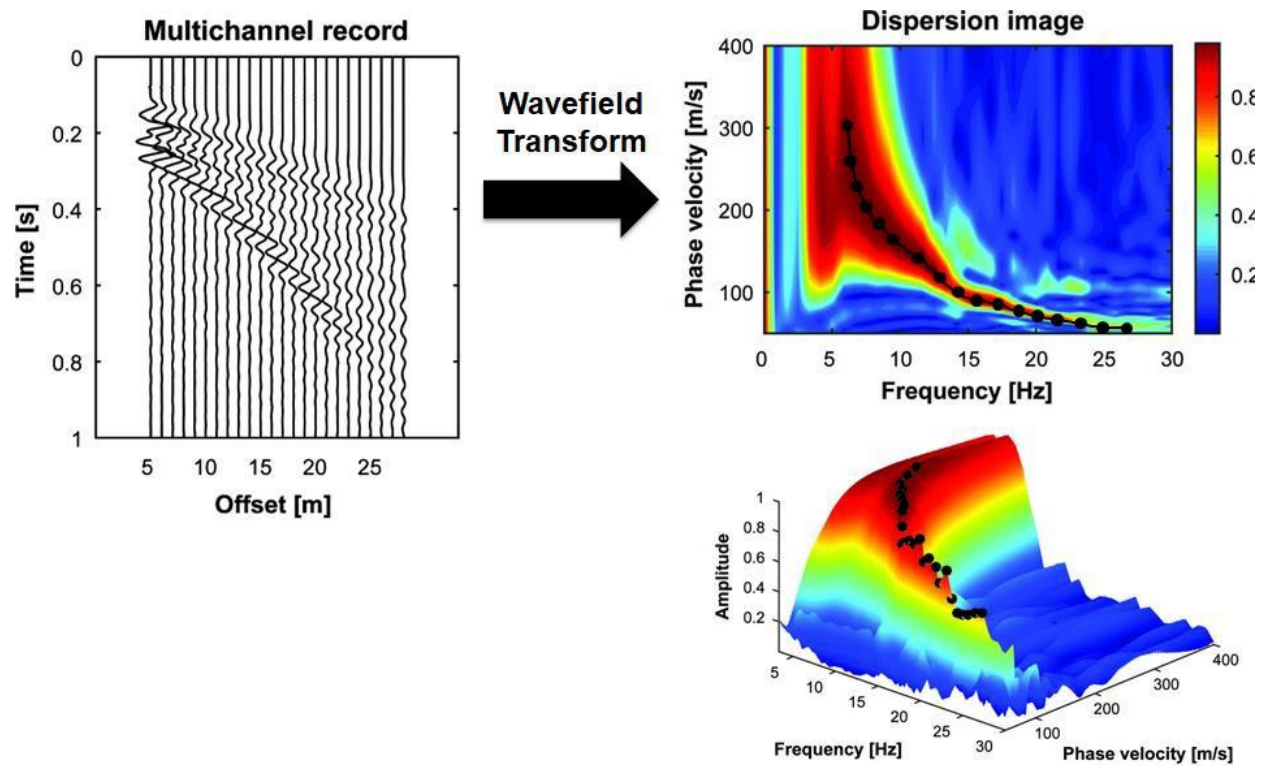 Multichannel record
0
0.2
0.4
0.6
0.8
1
Time [s]
5 10 15 20 25
Offset [m]
Wavefield
Transform
Dispersion image
400
300
200
100
Phase velocity [m/s]
0 5 10 15 20 25 30
Frequency [Hz]
0.8
0.6
0.4
0.2
1
0.8
0.6
0.4
0.2
Amplitude
5 10 15 20 25 30
Frequency [Hz]
100 200 300 400
Phase velocity [m/s]